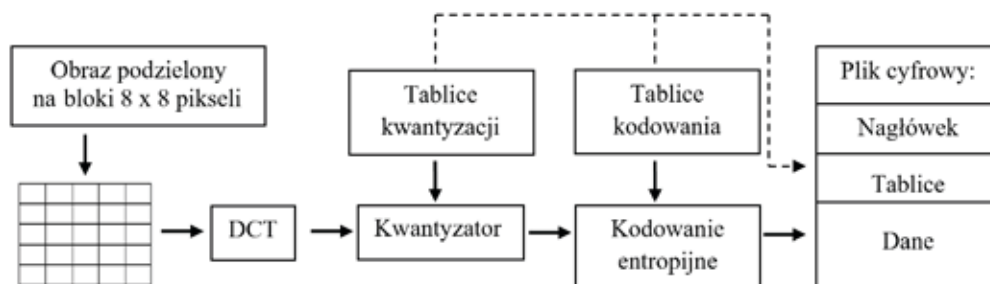 Obraz podzielony
na bloki 8 x 8 pikseli
Tablice
kwantyzacji
Tablice
kodowania
Plik cyfrowy:
Nagłówek
Tablice
Dane
DCT
Kwantyzator
Kodowanie
entropijne